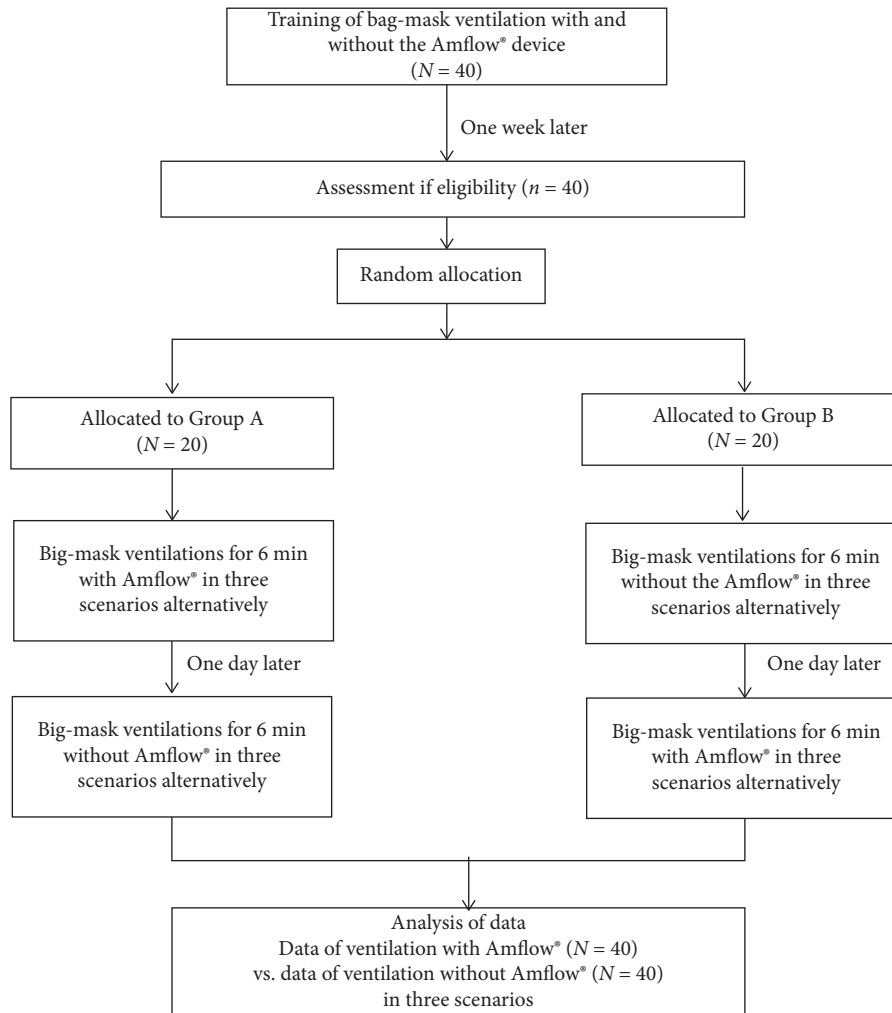 Training of bag-mask ventilation with and
without the Amflow® device
(N = 40)
One week later
Assessment if eligibility (n = 40)
Random allocation
Allocated to Group A
(N = 20)
Allocated to Group B
(N = 20)
Big-mask ventilations for 6 min
with Amflow® in three
scenarios alternatively
Big-mask ventilations for 6 min
without the Amflow® in three
scenarios alternatively
One day later
One day later
Big-mask ventilations for 6 min
without Amflow® in three
scenarios alternatively
Big-mask ventilations for 6 min
with Amflow® in three
scenarios alternatively
Analysis of data
Data of ventilation with Amflow® (N = 40)
vs. data of ventilation without Amflow® (N = 40)
in three scenarios